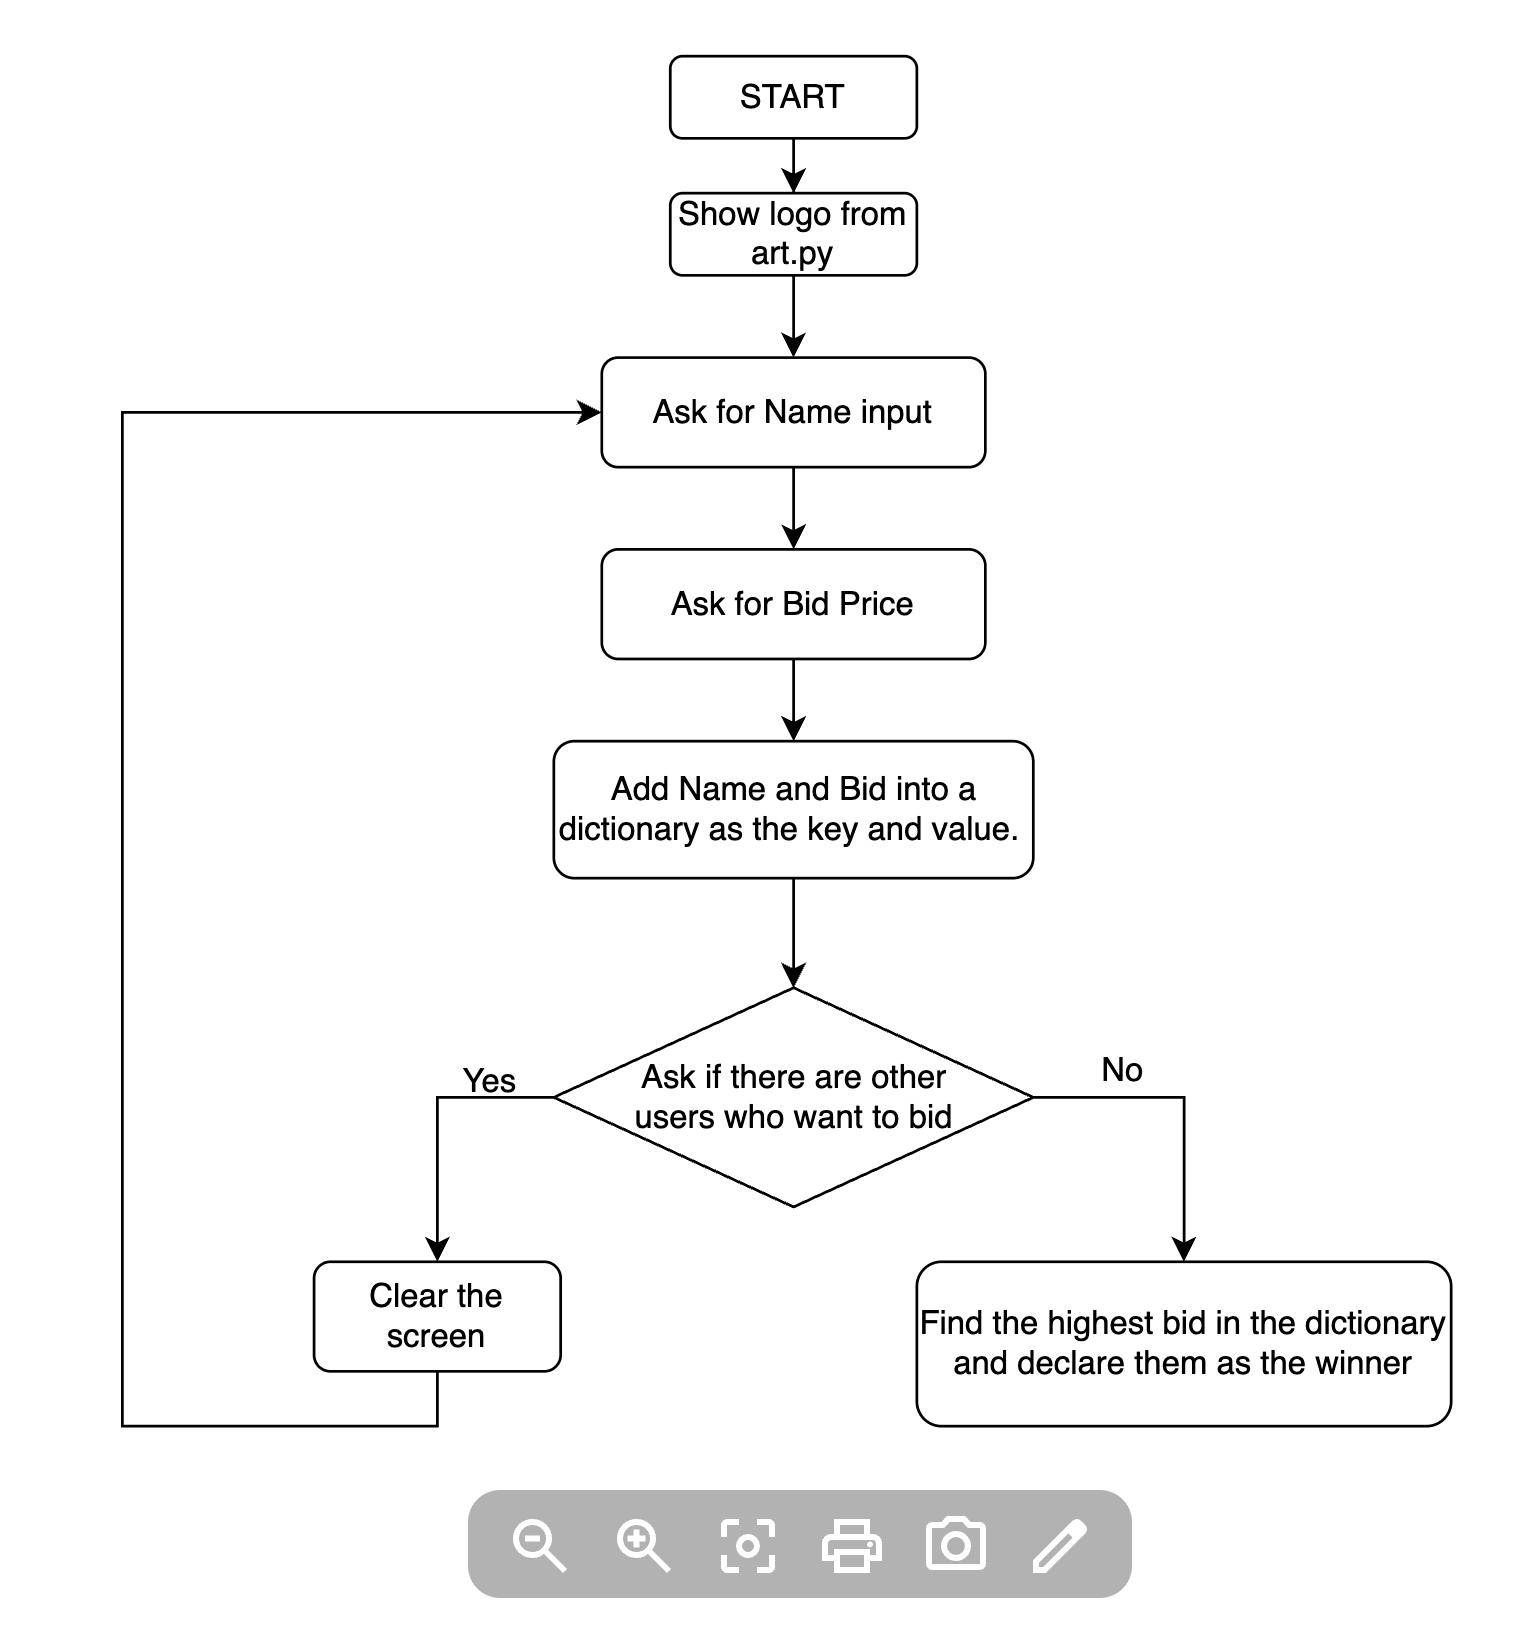 START
Show logo from
art.py
Ask for Name input
Ask for Bid Price
Add Name and Bid into a
dictionary as the key and value.
Ask if there are other
users who want to bid
Yes
No
Clear the
screen
Find the highest bid in the dictionary
and declare them as the winner